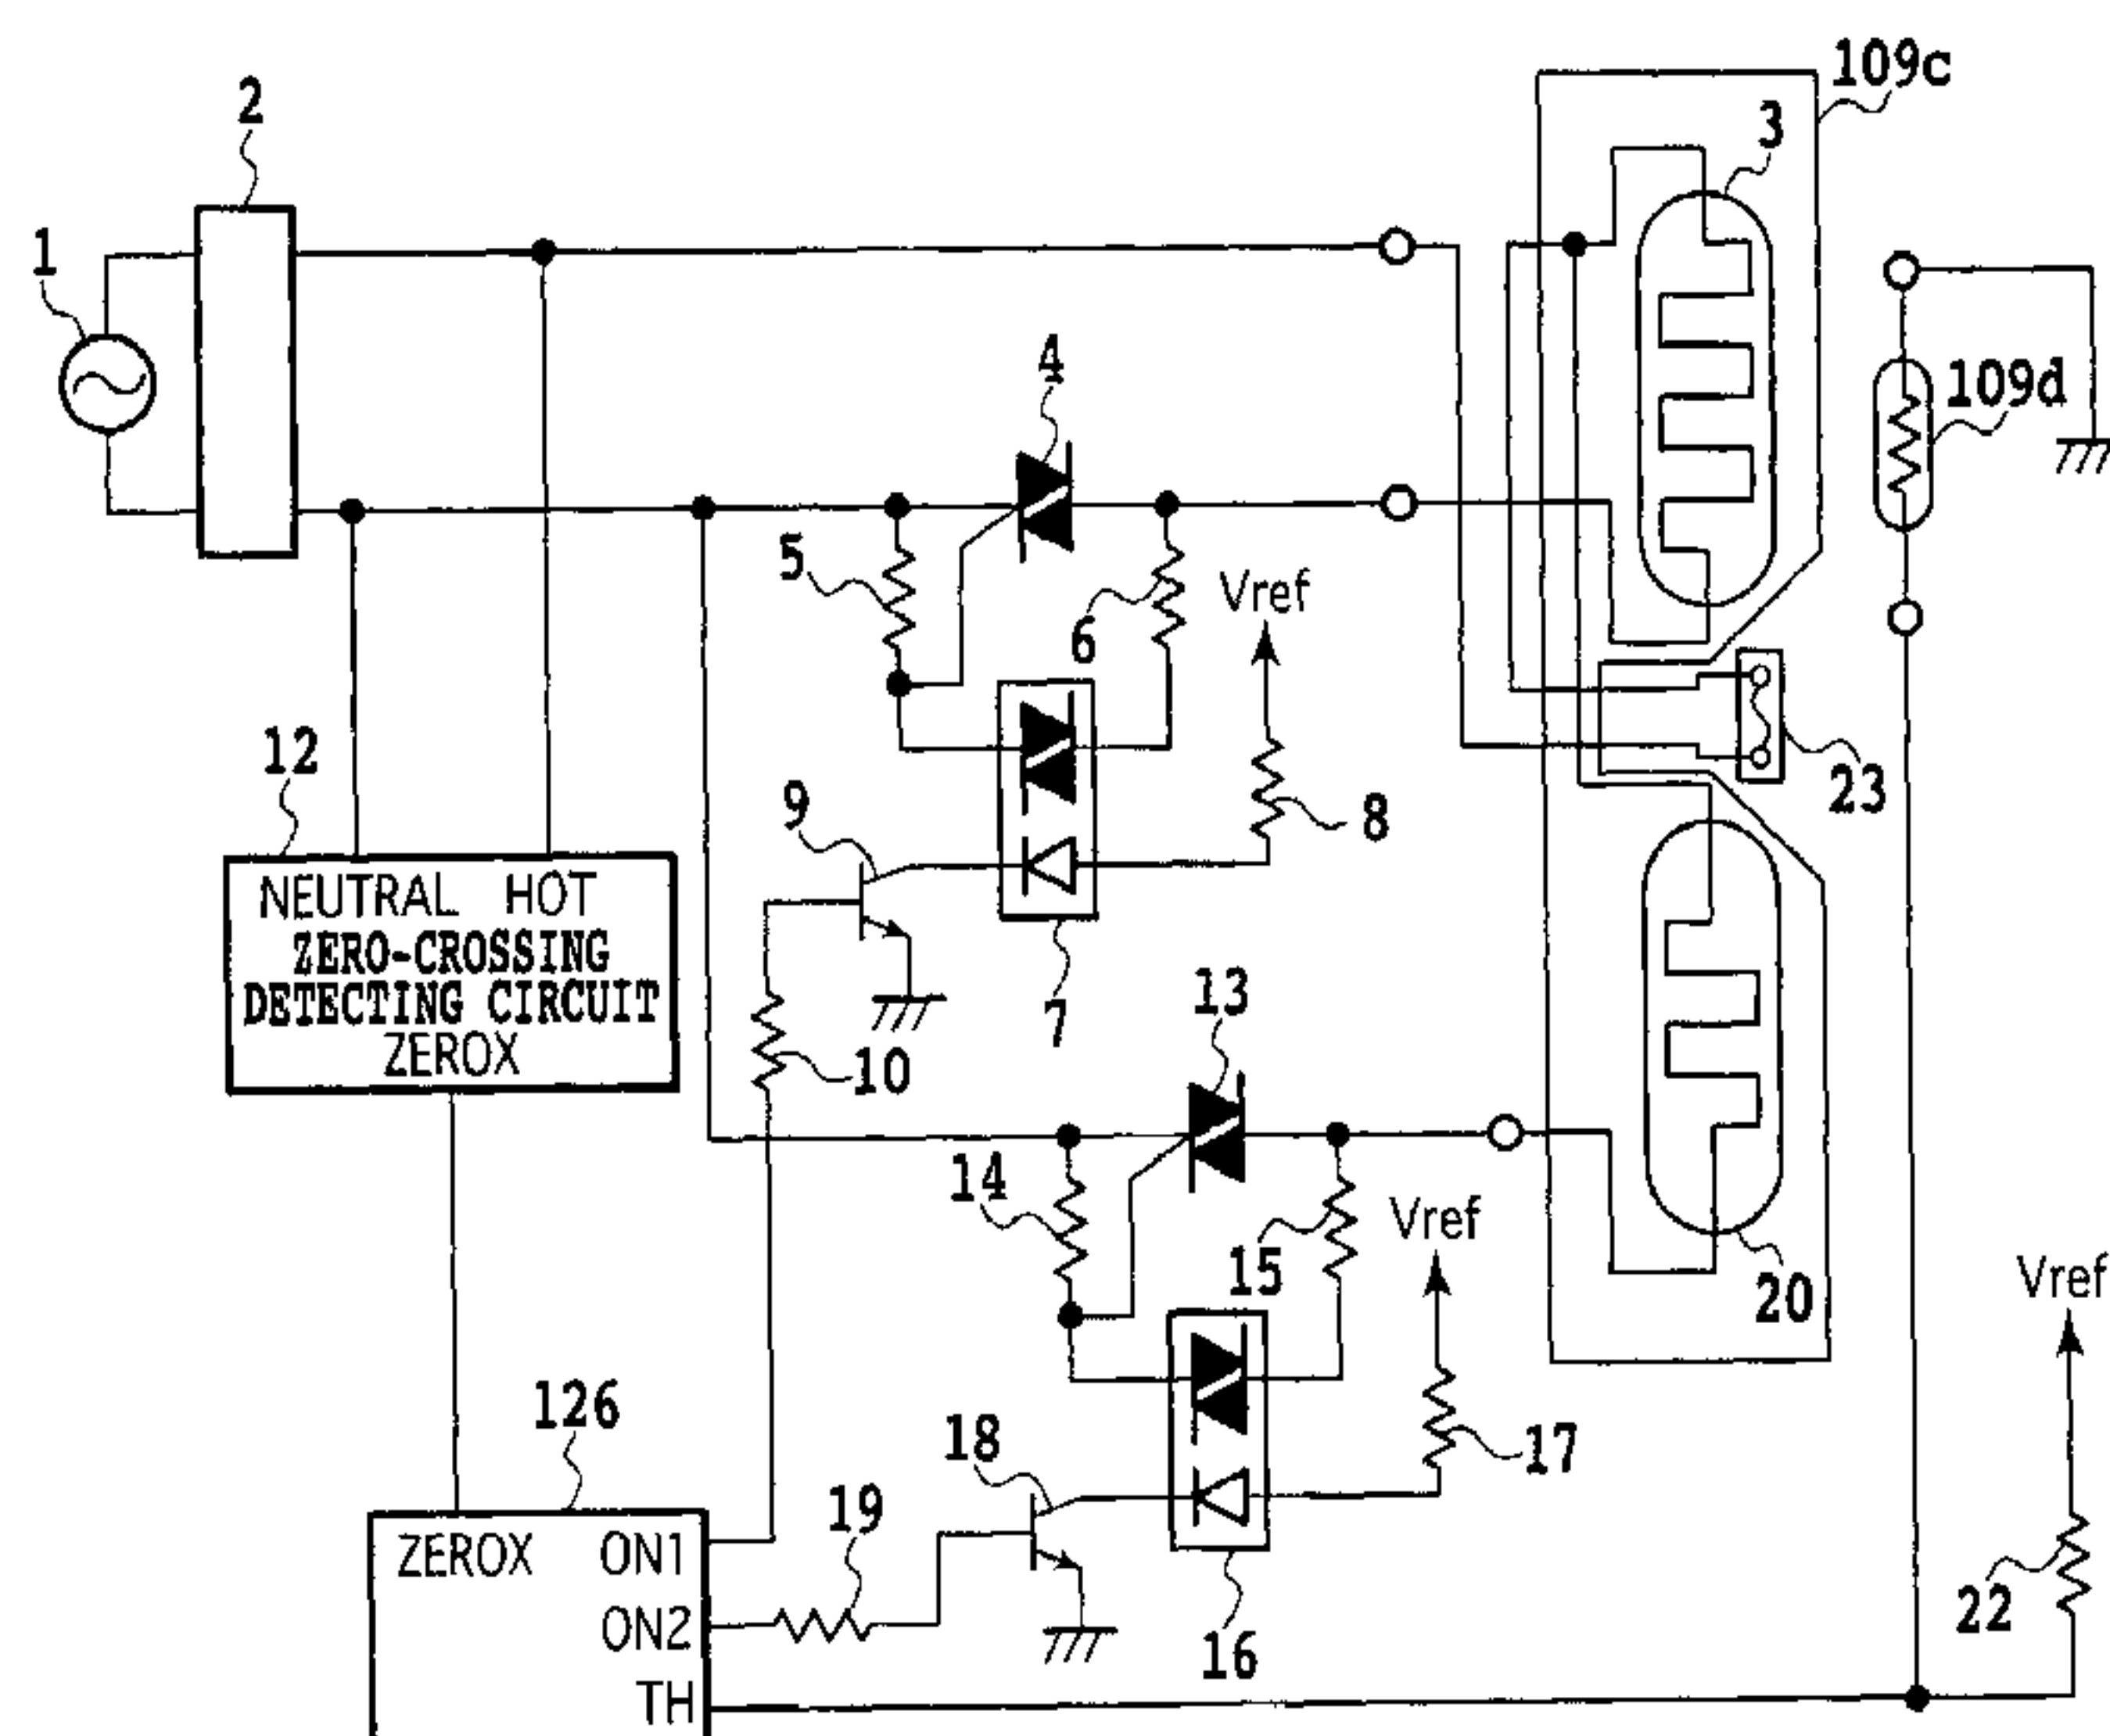 109c
2
3
1
4
109d
5
Vref
6
12
9
8
23
NEUTRAL HOT
ZERO-CROSSING
DETECTING CIRCUIT
ZEROX
7
13
10
14
Vref
15
Vref
20
126
18
17
19
ZEROX ON1
22
ON2
16
TH